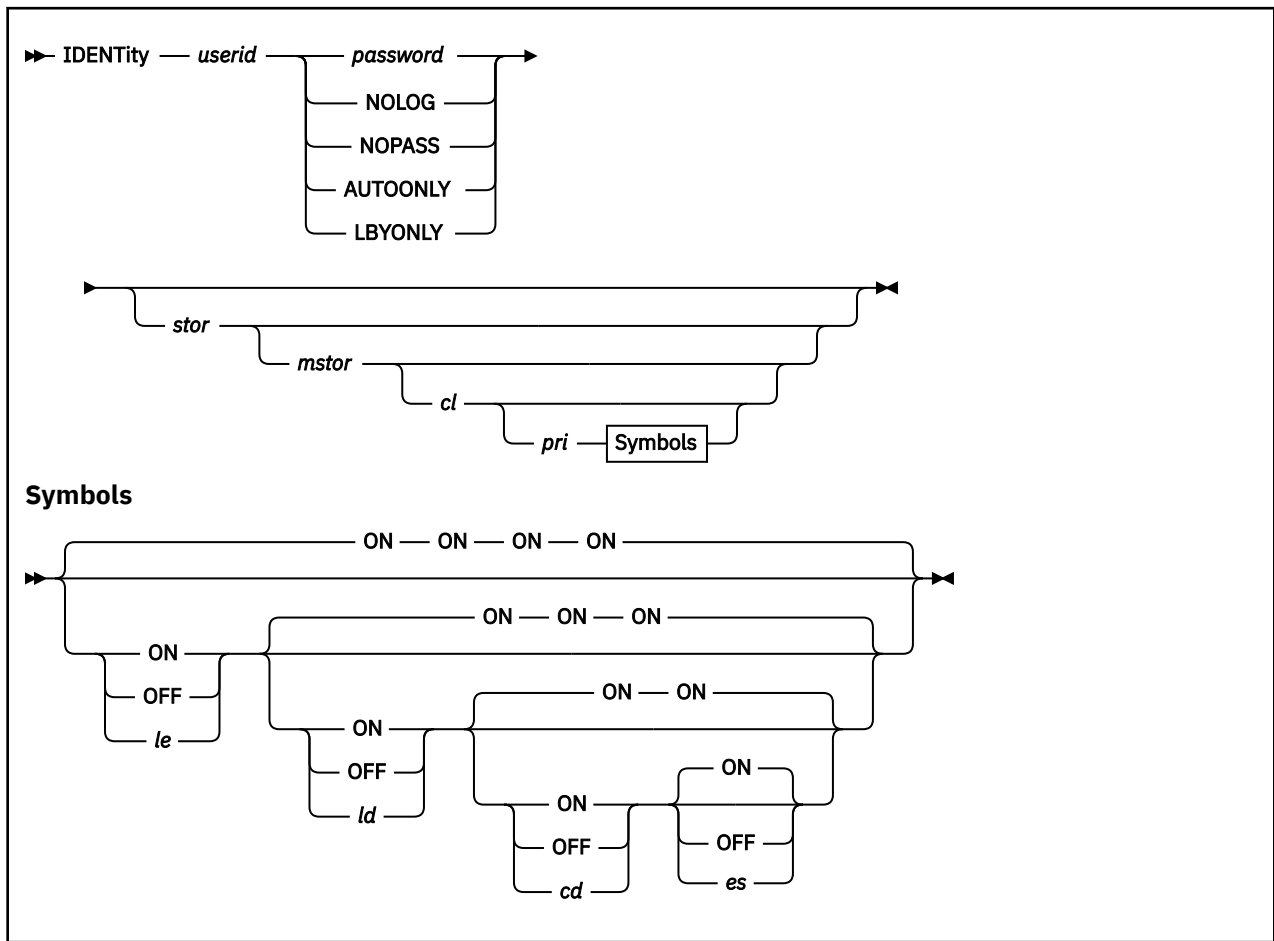 IDENTity userid password
NOLOG
NOPASS
AUTOONLY
LBYONLY
stor
mstor
cl
pri Symbols
Symbols
ON ON ON ON
ON ON ON
ON
OFF
le
ON ON
ON
OFF
ld
ON
ON
OFF
cd
OFF
es